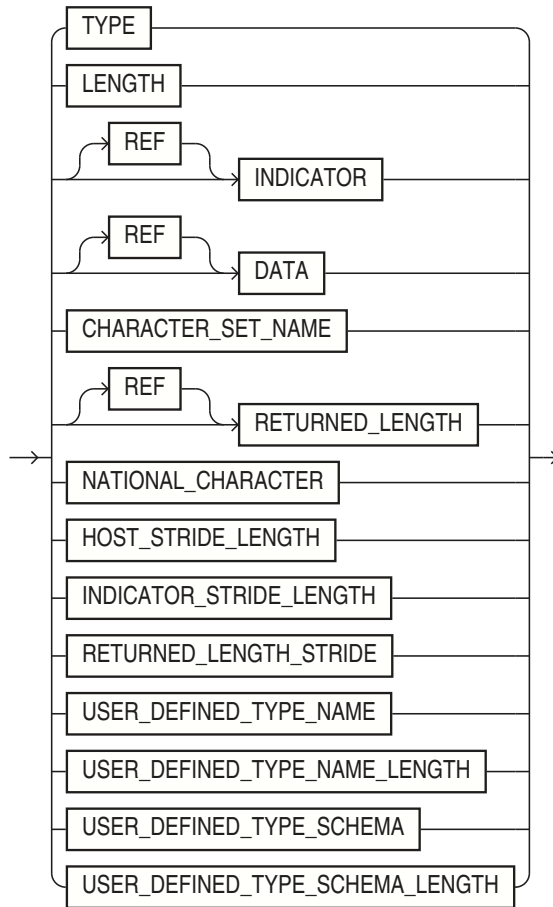 TYPE
LENGTH
REF
INDICATOR
REF
DATA
CHARACTER_SET_NAME
REF
RETURNED_LENGTH
NATIONAL_CHARACTER
HOST_STRIDE_LENGTH
INDICATOR_STRIDE_LENGTH
RETURNED_LENGTH_STRIDE
USER_DEFINED_TYPE_NAME
USER_DEFINED_TYPE_NAME_LENGTH
USER_DEFINED_TYPE_SCHEMA
USER_DEFINED_TYPE_SCHEMA_LENGTH